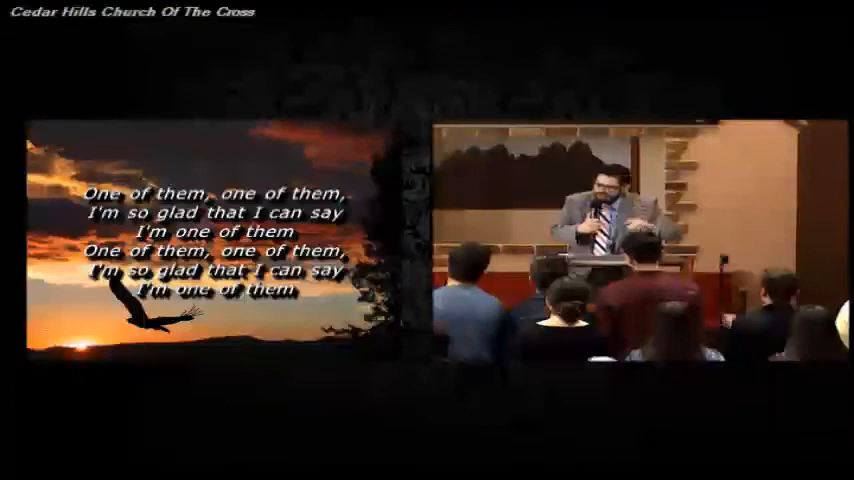 Cedar Hills Church Of The Cross
One of them, one of them,
I'm so glad that I can say
I'm one of them
One of them, one of them,
I'm so glad that I can say
I'm one of them